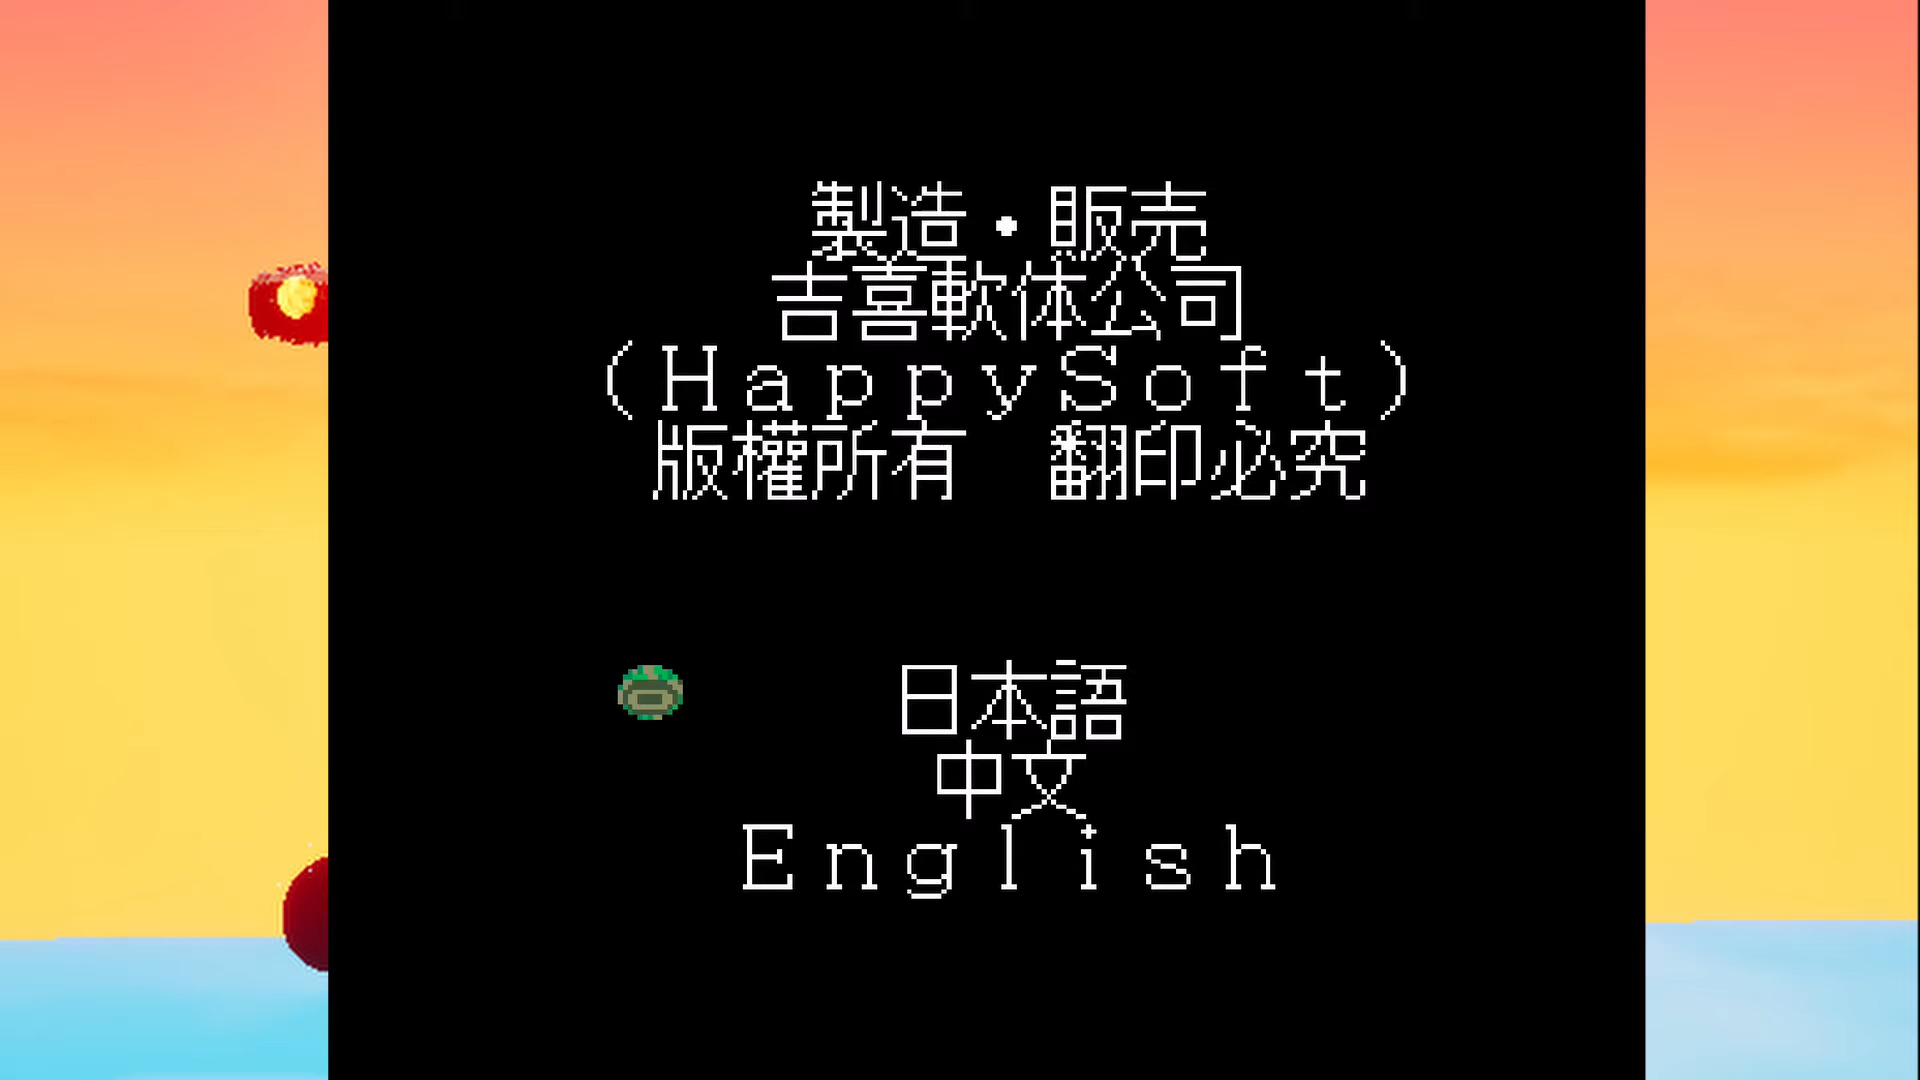 製造・販売
吉喜軟体公司
(HappySoft)
版權所有　翻印必究
日本語
中文
English